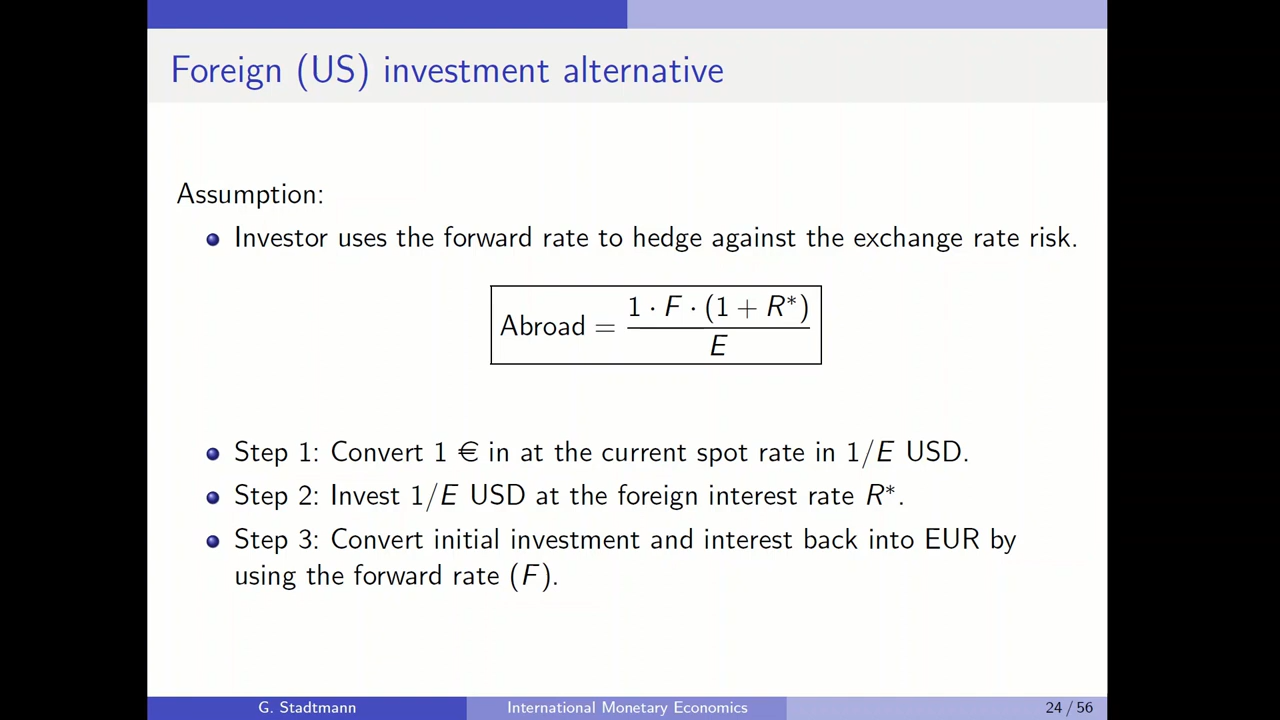 Foreign (US) investment alternative
Assumption:
Investor uses the forward rate to hedge against the exchange rate risk.
Abroad = 1 · F · (1 + R*) / E
Step 1: Convert 1 € in at the current spot rate in 1/E USD.
Step 2: Invest 1/E USD at the foreign interest rate R*.
Step 3: Convert initial investment and interest back into EUR by
using the forward rate (F).
G. Stadtmann
International Monetary Economics
24 / 56